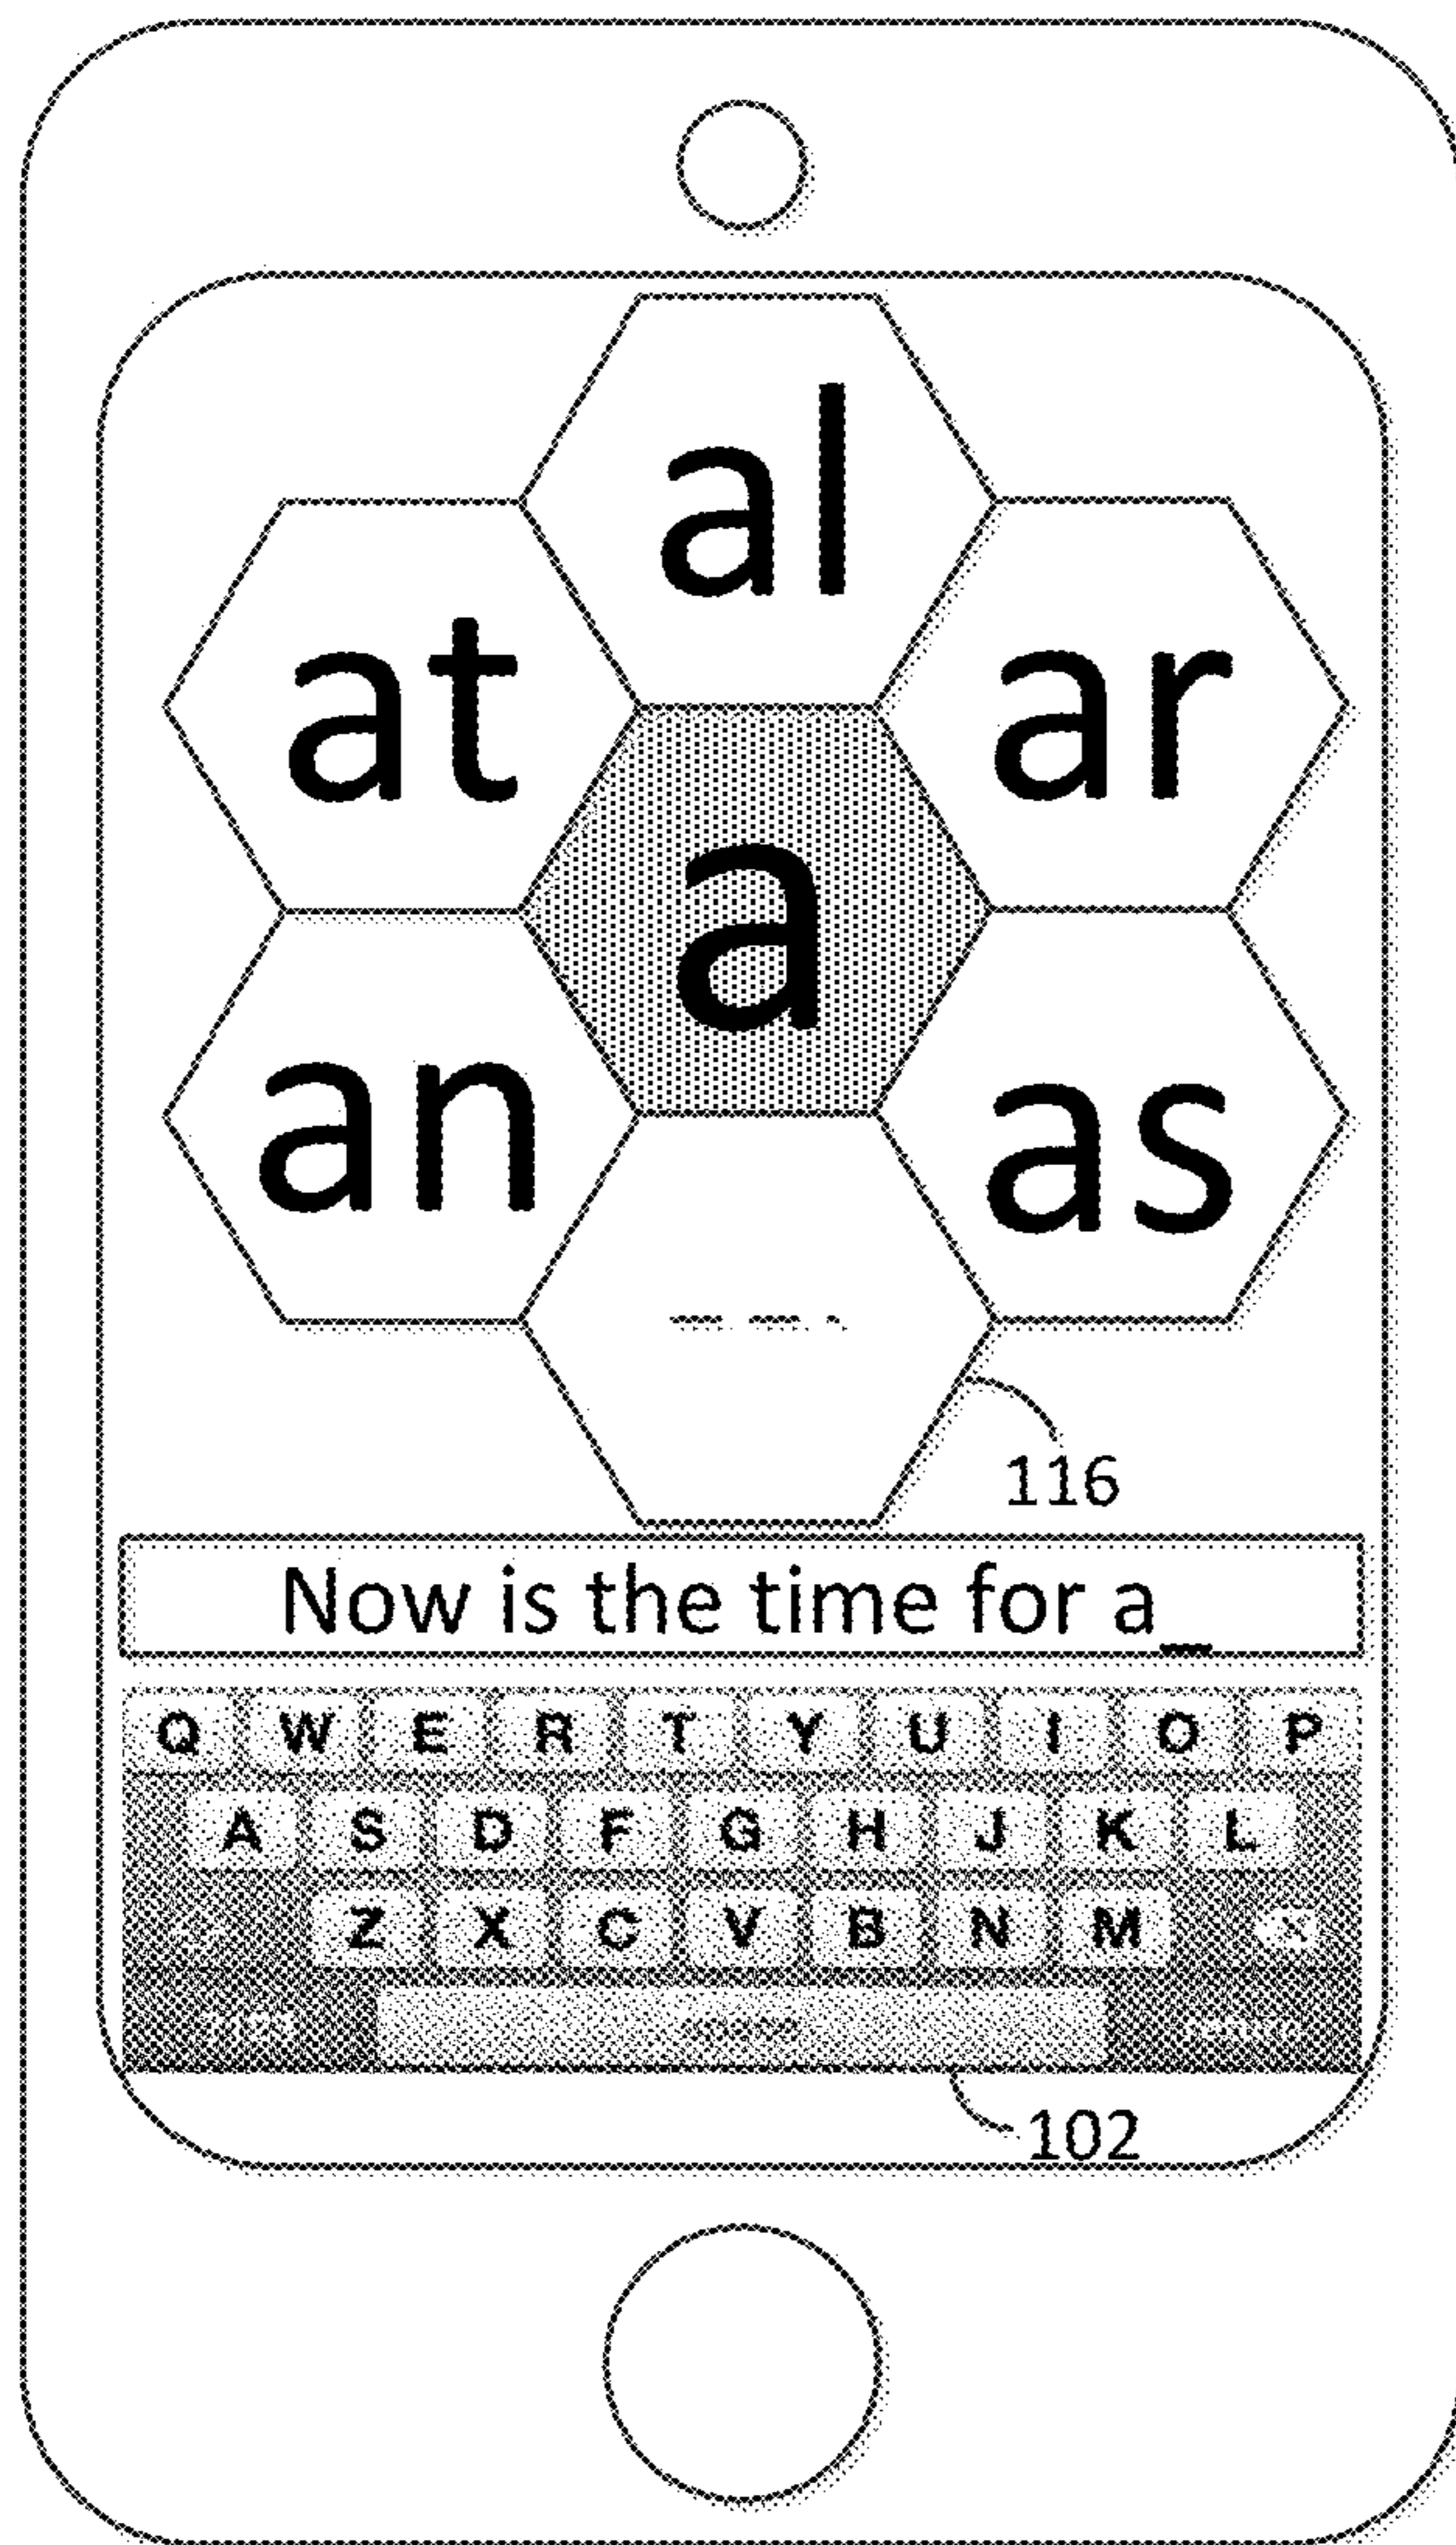 al
at
ar
a
an
as
116
Now is the time for a_
Q W E R T Y U I O P
A S D F G H J K L
Z X C V B N M
102